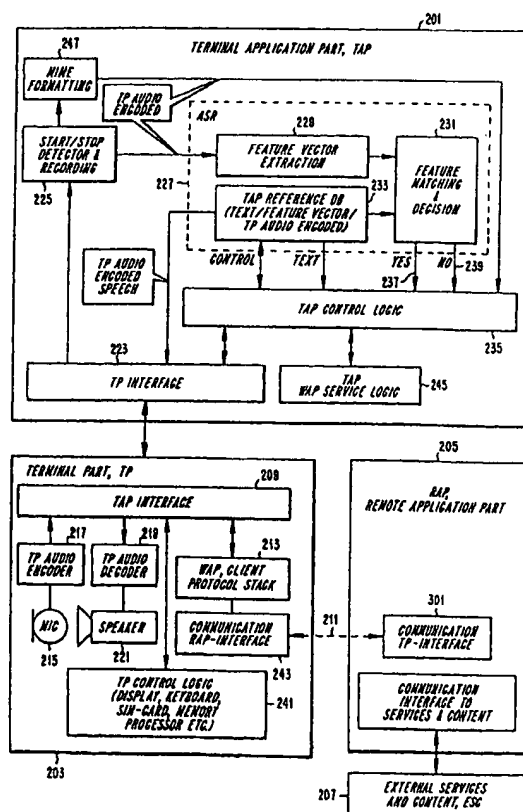 201
TERMINAL APPLICATION PART, TAP
247
MIME
FORMATTING
TP AUDIO
ENCODED
ASR
229
FEATURE VECTOR
EXTRACTION
231
FEATURE
MATCHING
&
DECISION
START/STOP
DETECTOR &
RECORDING
225
227
233
TAP REFERENCE DB
(TEXT/FEATURE VECTOR/
TP AUDIO ENCODED)
CONTROL
TEXT
YES
NO
239
237
TP AUDIO
ENCODED
SPEECH
TAP CONTROL LOGIC
235
223
TP INTERFACE
TAP
WAP SERVICE LOGIC
245
TERMINAL PART, TP
209
TAP INTERFACE
217
TP AUDIO
ENCODER
219
TP AUDIO
DECODER
213
WAP, CLIENT
PROTOCOL STACK
MIC
215
SPEAKER
221
COMMUNICATION
RAP-INTERFACE
243
211
TP CONTROL LOGIC
(DISPLAY, KEYBOARD,
SIM-CARD, MEMORY
PROCESSOR ETC.)
241
203
205
RAP,
REMOTE APPLICATION PART
301
COMMUNICATION
TP-INTERFACE
COMMUNICATION
INTERFACE TO
SERVICES & CONTENT
207
EXTERNAL SERVICES
AND CONTENT, ESC